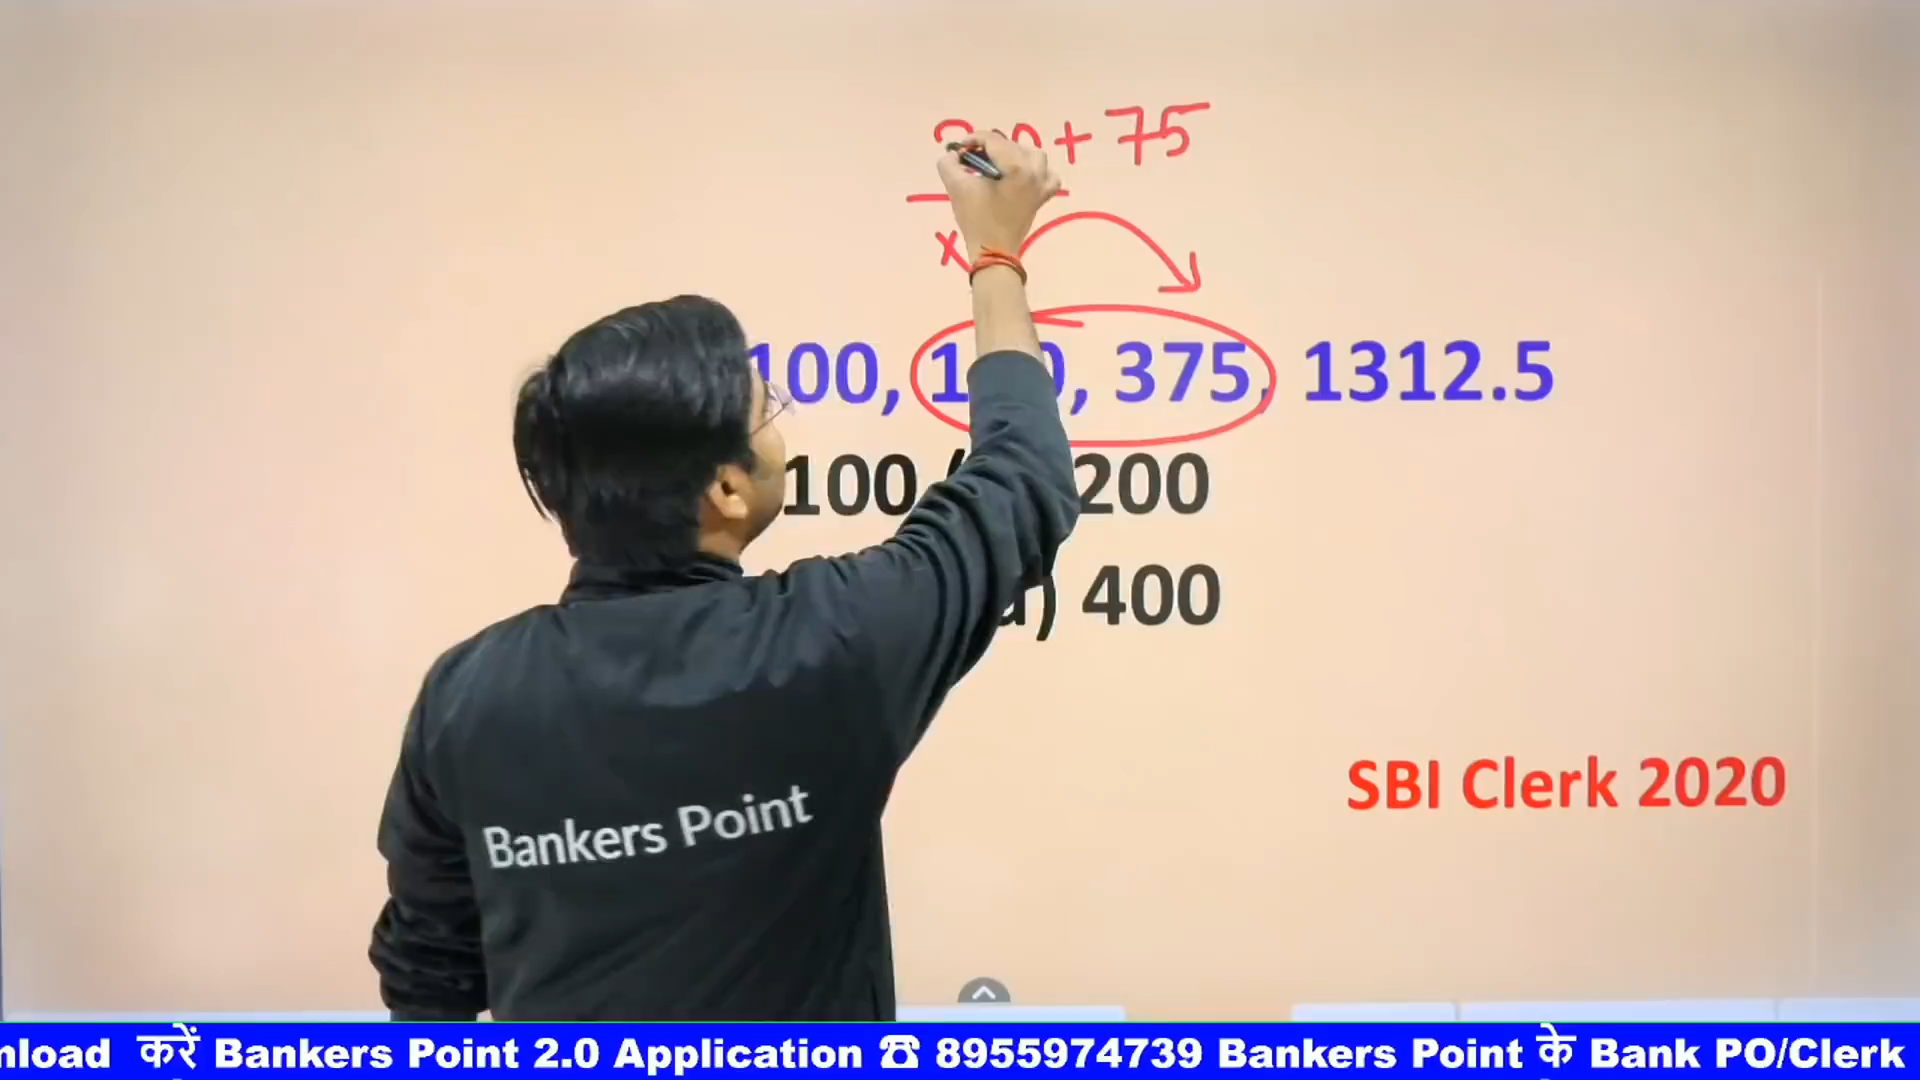 + 75
x
100, 375, 1312.5
100 200
d) 400
SBI Clerk 2020
Bankers Point
nload करें Bankers Point 2.0 Application ☎ 8955974739 Bankers Point के Bank PO/Clerk